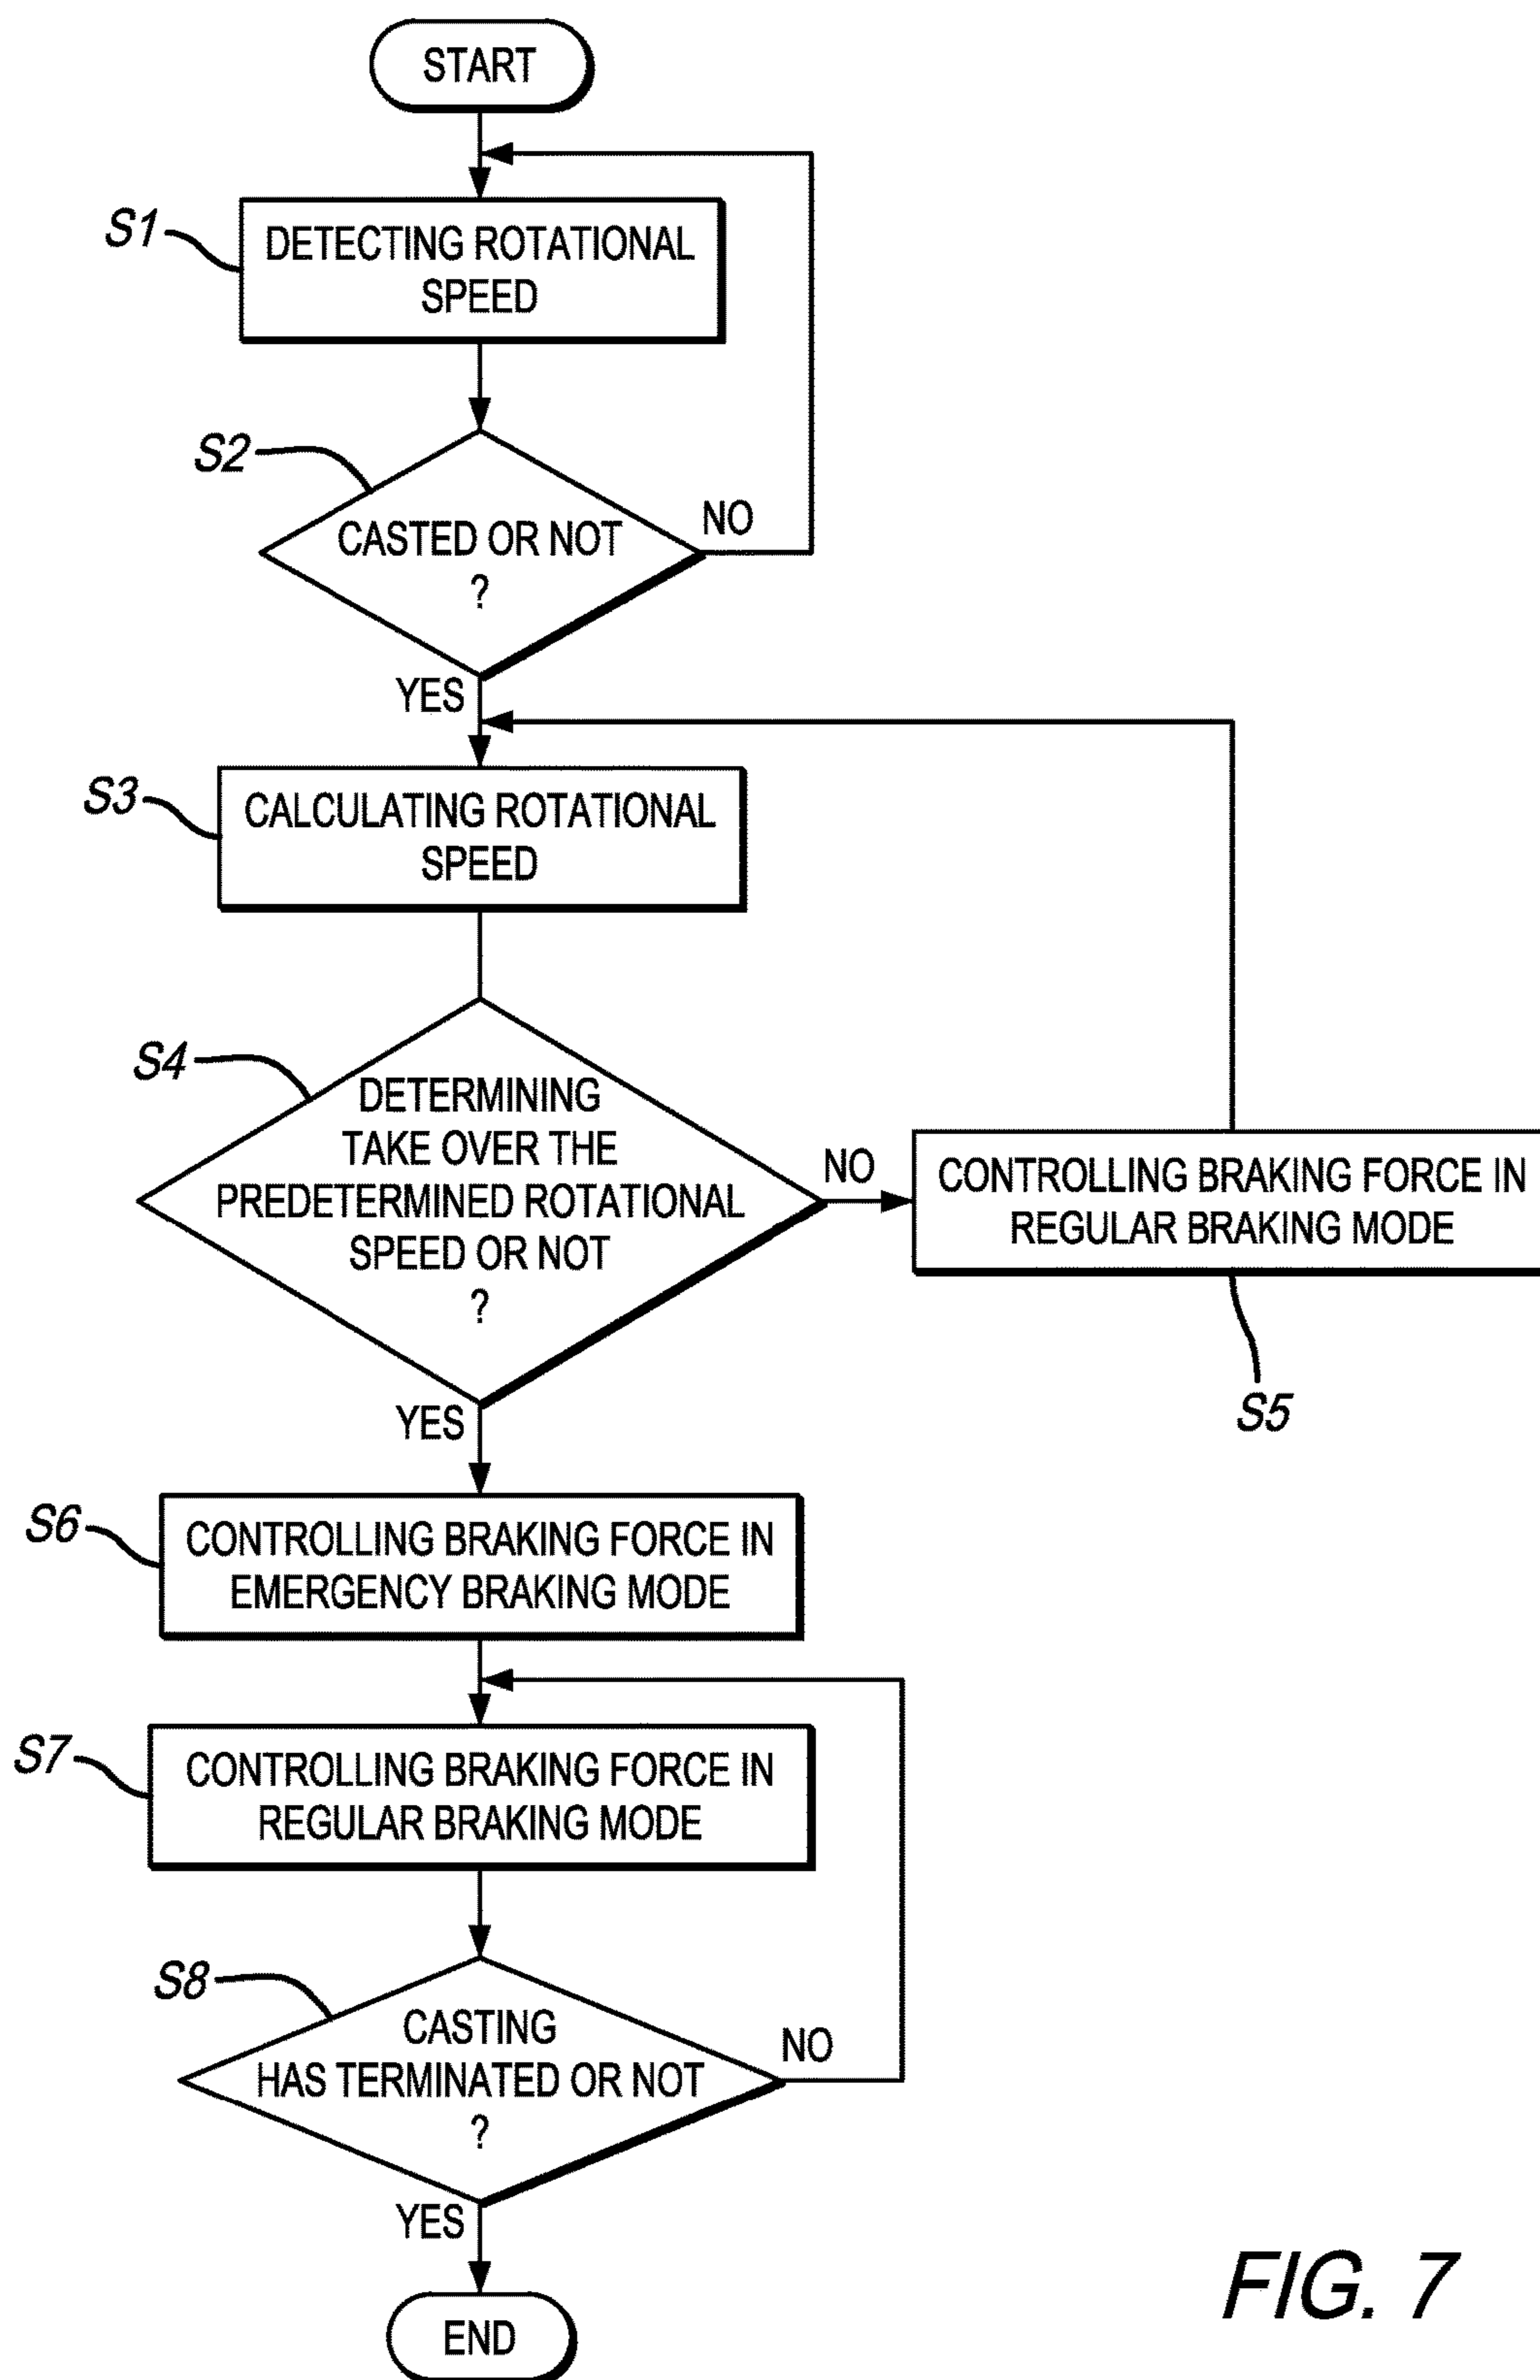 START
S1
DETECTING ROTATIONAL
SPEED
S2
CASTED OR NOT
?
NO
YES
S3
CALCULATING ROTATIONAL
SPEED
S4
DETERMINING
TAKE OVER THE
PREDETERMINED ROTATIONAL
SPEED OR NOT
?
NO
CONTROLLING BRAKING FORCE IN
REGULAR BRAKING MODE
S5
YES
S6
CONTROLLING BRAKING FORCE IN
EMERGENCY BRAKING MODE
S7
CONTROLLING BRAKING FORCE IN
REGULAR BRAKING MODE
S8
CASTING
HAS TERMINATED OR NOT
?
NO
YES
END
FIG. 7